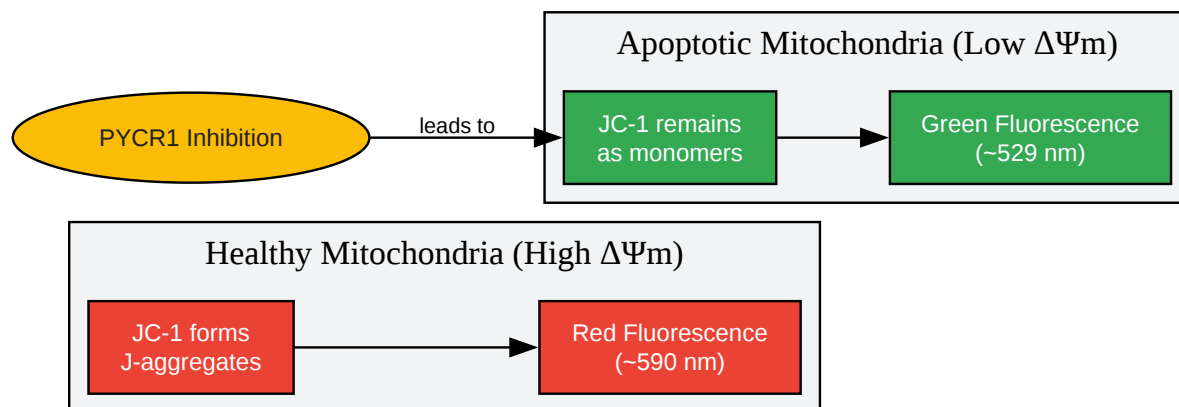 Apoptotic Mitochondria (Low ΔΨm)
PYCR1 Inhibition
leads to
JC-1 remains
as monomers
Green Fluorescence
(~529 nm)
Healthy Mitochondria (High ΔΨm)
JC-1 forms
J-aggregates
Red Fluorescence
(~590 nm)